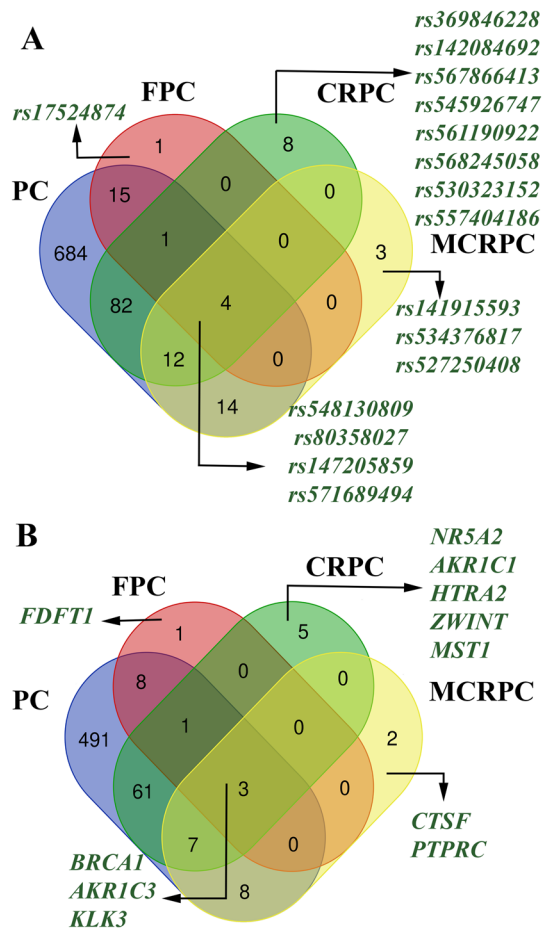 A
FPC
CRPC
rs369846228
rs142084692
rs567866413
rs545926747
rs561190922
rs568245058
rs530323152
rs557404186
rs17524874
PC
1
8
15
0
0
MCRPC
684
1
0
3
82
4
0
rs141915593
rs534376817
rs527250408
12
0
14
rs548130809
rs80358027
rs147205859
rs571689494
B
FPC
CRPC
NR5A2
AKR1C1
HTRA2
ZWINT
MST1
FDFT1
PC
1
5
8
0
0
MCRPC
491
1
0
2
61
3
0
CTSF
PTPRC
7
0
8
BRCA1
AKR1C3
KLK3